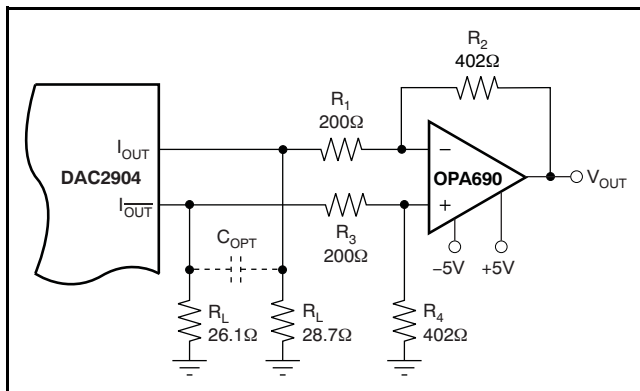 R2
402Ω
R1
200Ω
IOUT
DAC2904
IOUT
−
OPA690
+
VOUT
COPT
R3
200Ω
−5V
+5V
RL
26.1Ω
RL
28.7Ω
R4
402Ω